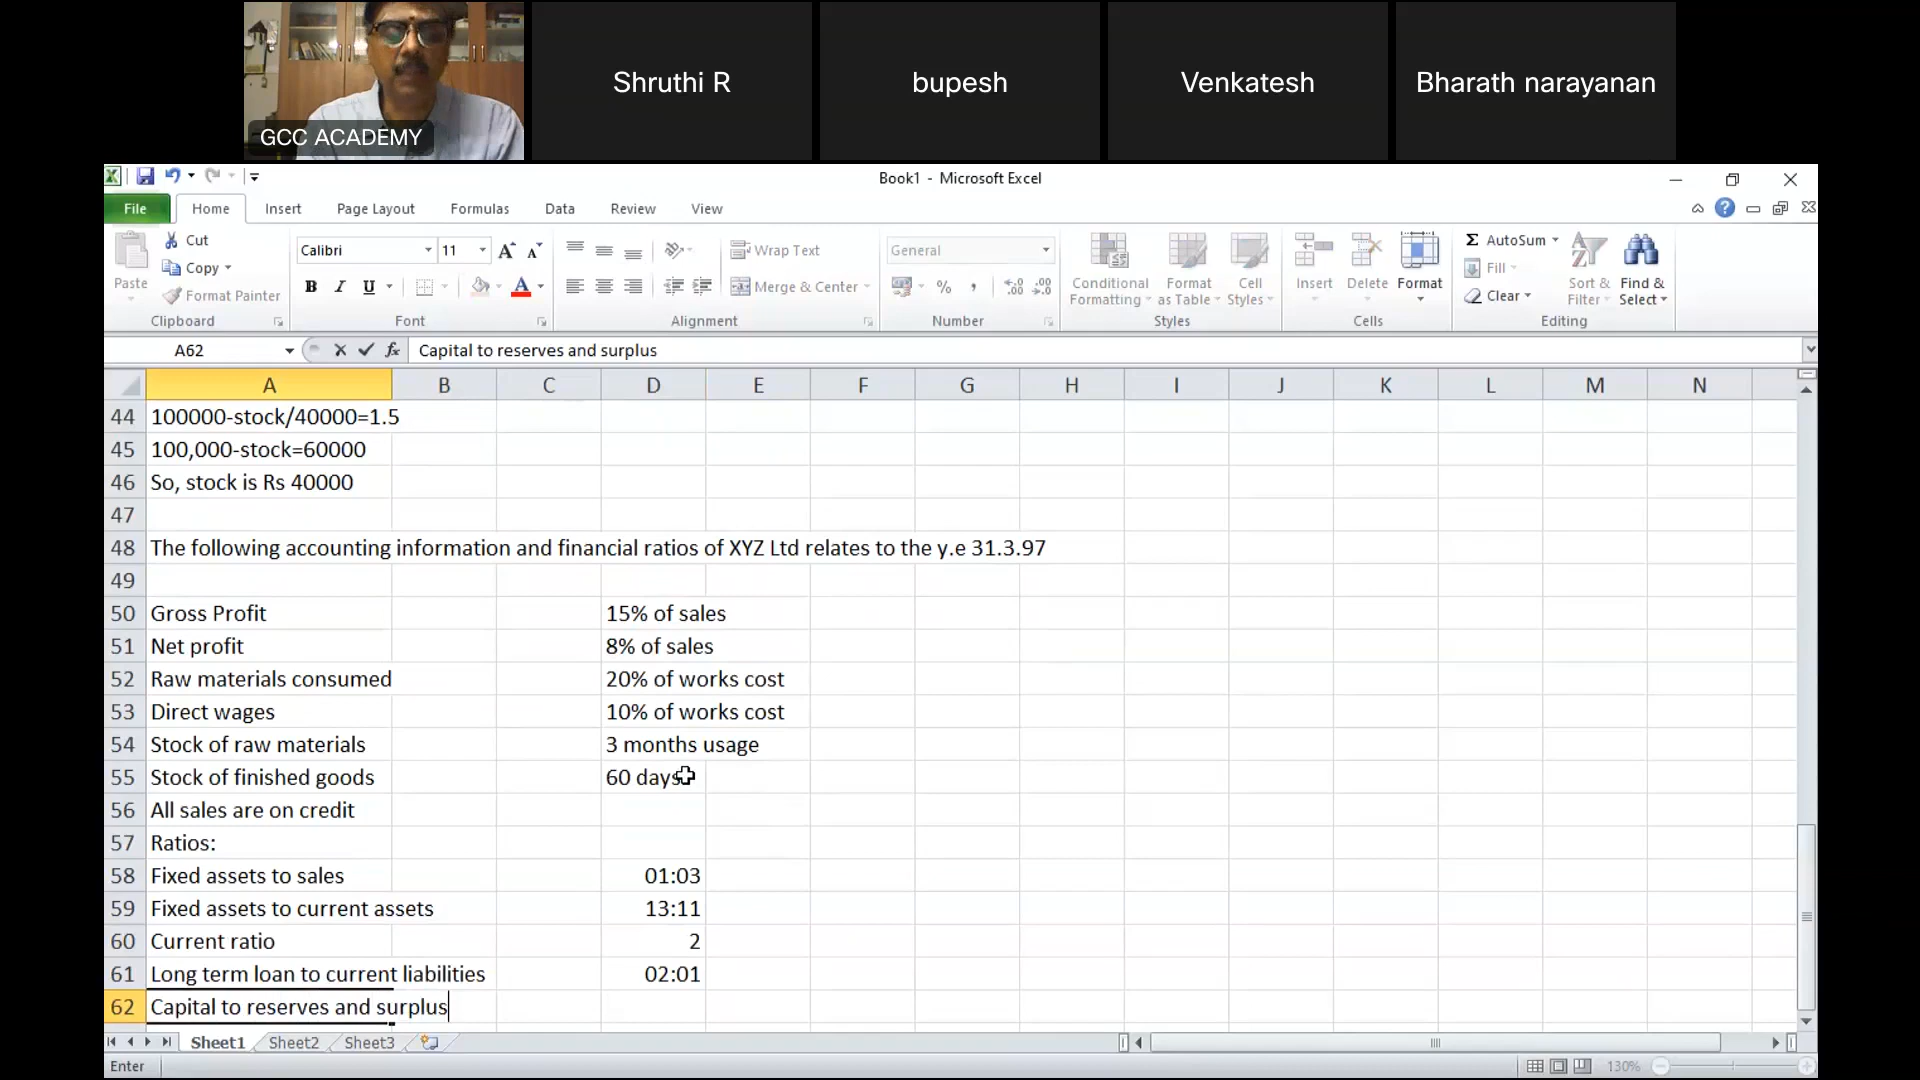 GCC ACADEMY
Shruthi R
bupesh
Venkatesh
Bharath narayanan
Book1 - Microsoft Excel
File Home Insert Page Layout Formulas Data Review View
Paste
Cut
Copy
Format Painter
Clipboard
Calibri 11
B I U
Font
Wrap Text
Merge & Center
Alignment
General
Number
Conditional Formatting
Format as Table
Cell Styles
Styles
Insert Delete Format
Cells
AutoSum
Fill
Clear
Sort & Filter
Find & Select
Editing
A62 fx Capital to reserves and surplus
A B C D E F G H I J K L M N
44 100000-stock/40000=1.5
45 100,000-stock=60000
46 So, stock is Rs 40000
47
48 The following accounting information and financial ratios of XYZ Ltd relates to the y.e 31.3.97
49
50 Gross Profit 15% of sales
51 Net profit 8% of sales
52 Raw materials consumed 20% of works cost
53 Direct wages 10% of works cost
54 Stock of raw materials 3 months usage
55 Stock of finished goods 60 days
56 All sales are on credit
57 Ratios:
58 Fixed assets to sales 01:03
59 Fixed assets to current assets 13:11
60 Current ratio 2
61 Long term loan to current liabilities 02:01
62 Capital to reserves and surplus
Sheet1 Sheet2 Sheet3
Enter 130%